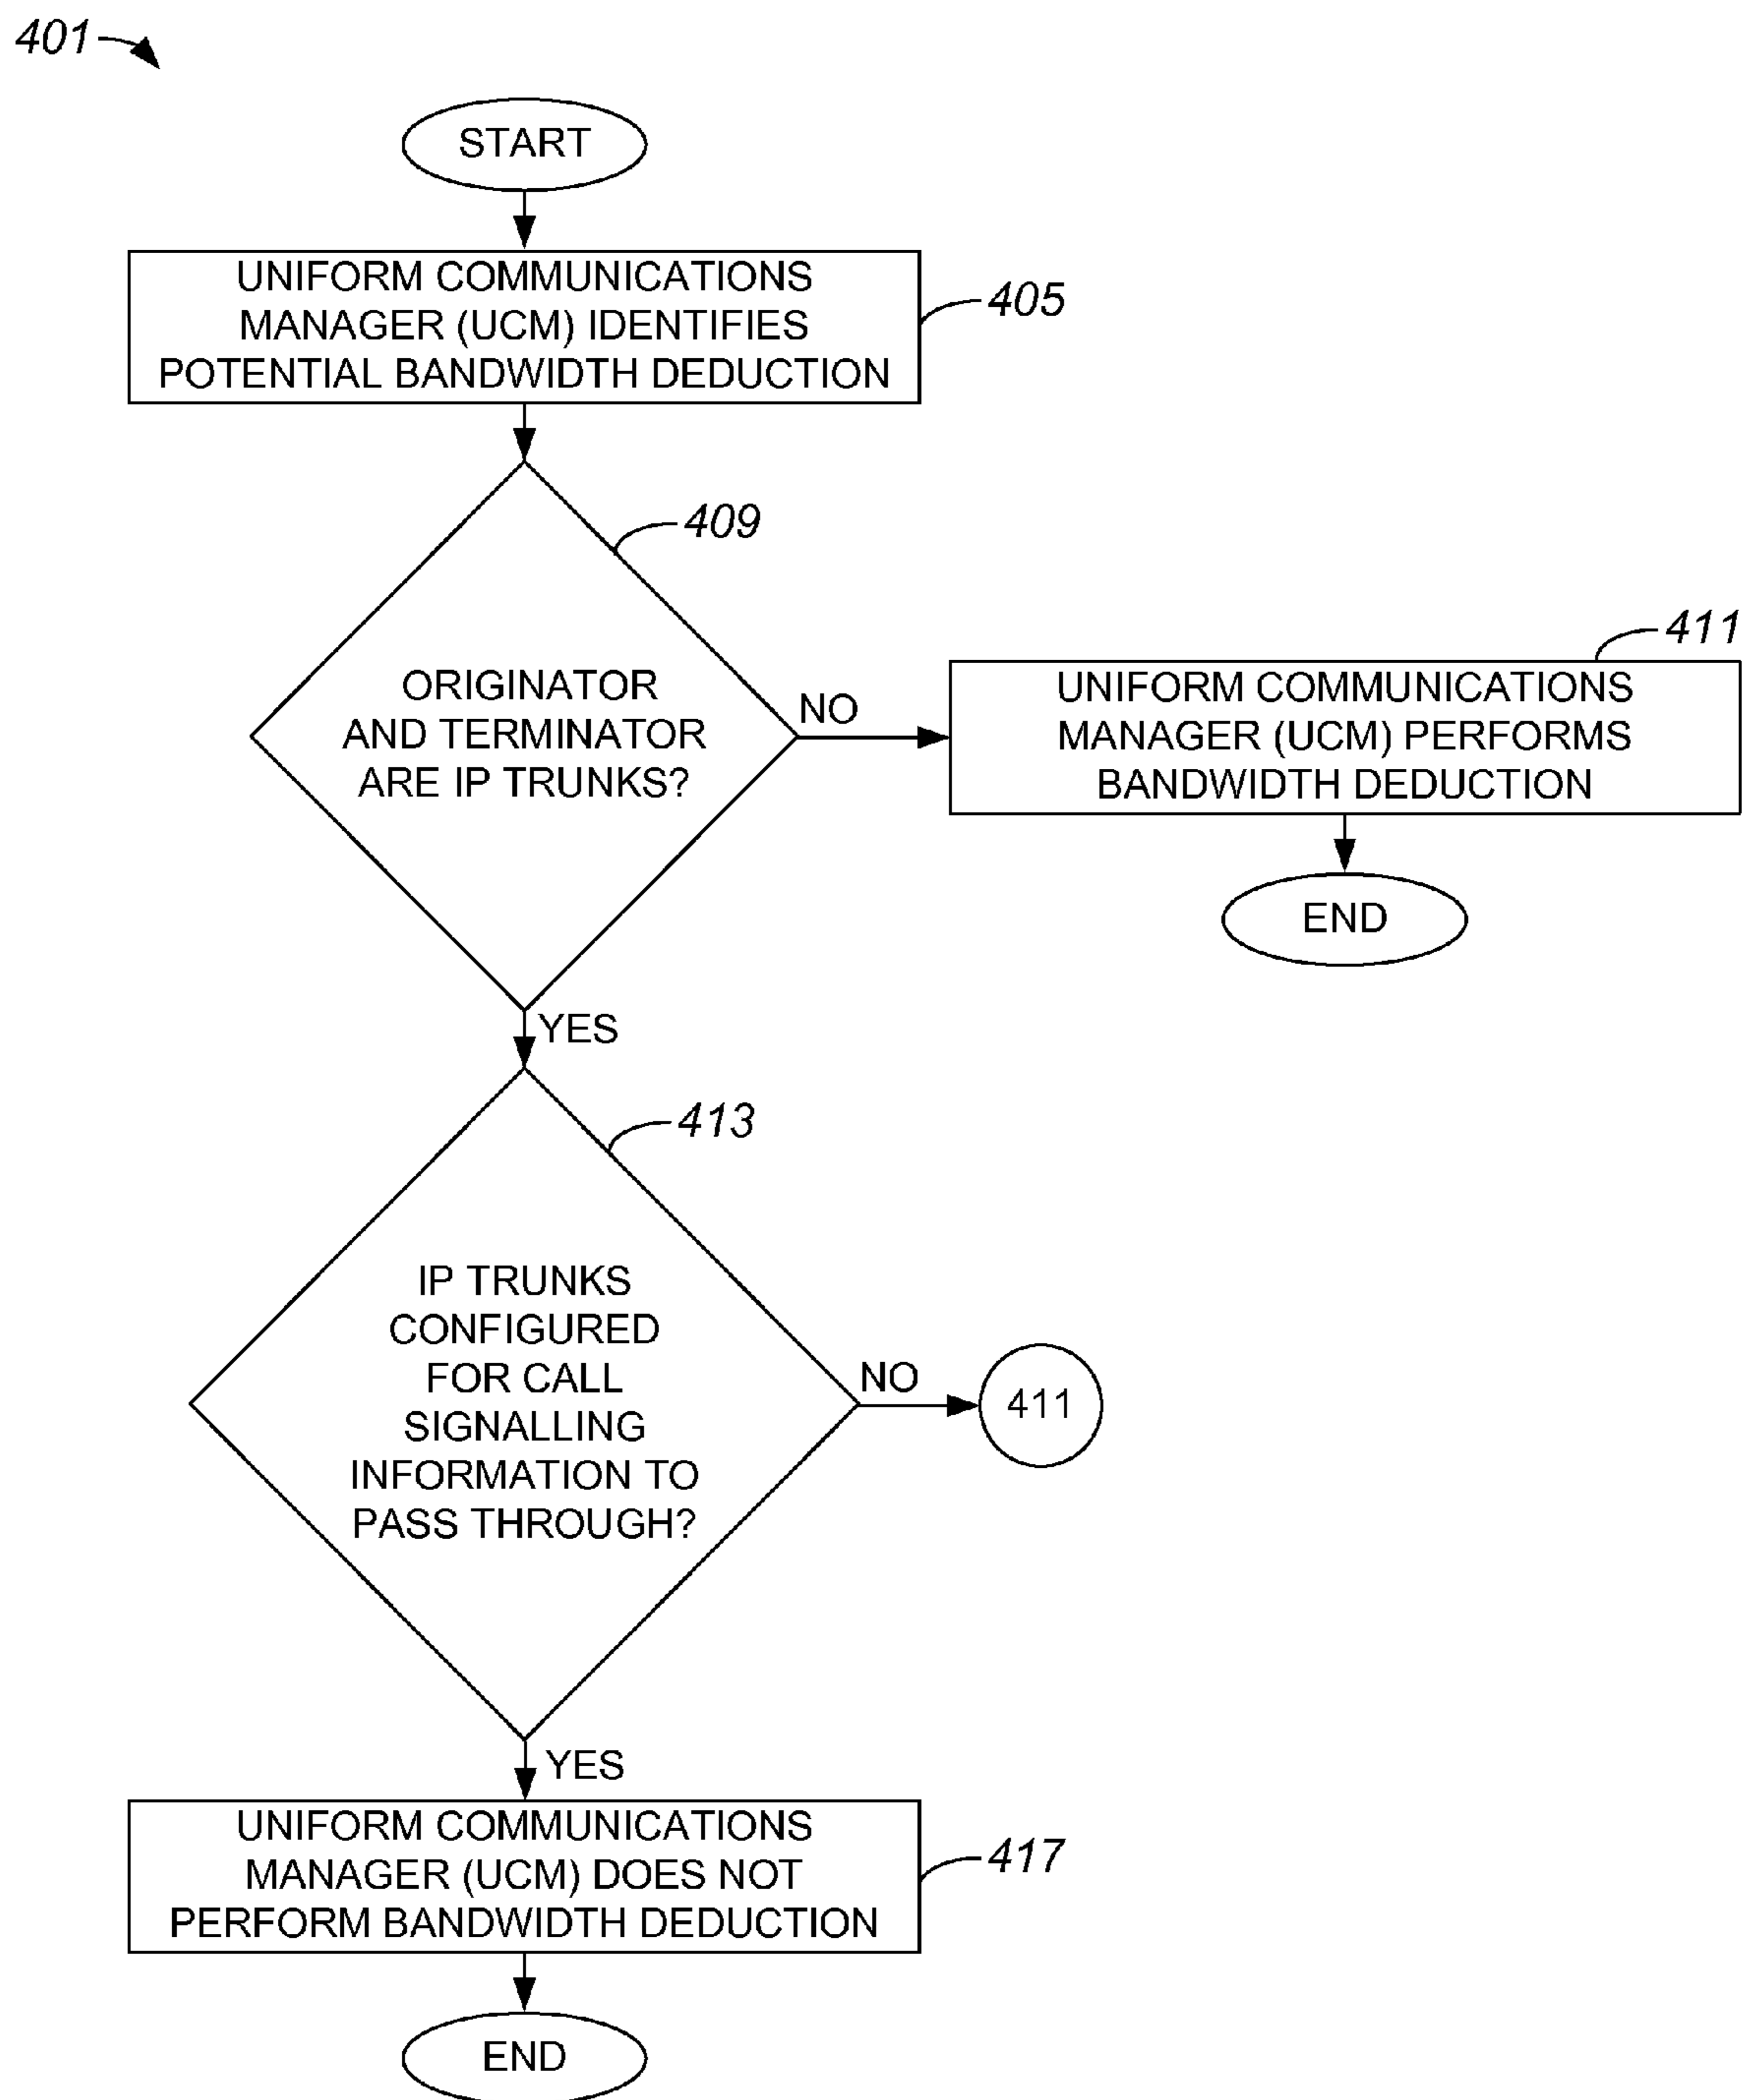 401
START
UNIFORM COMMUNICATIONS
MANAGER (UCM) IDENTIFIES
POTENTIAL BANDWIDTH DEDUCTION
405
409
ORIGINATOR
AND TERMINATOR
ARE IP TRUNKS?
NO
411
UNIFORM COMMUNICATIONS
MANAGER (UCM) PERFORMS
BANDWIDTH DEDUCTION
END
YES
413
IP TRUNKS
CONFIGURED
FOR CALL
SIGNALLING
INFORMATION TO
PASS THROUGH?
NO
411
YES
UNIFORM COMMUNICATIONS
MANAGER (UCM) DOES NOT
PERFORM BANDWIDTH DEDUCTION
417
END